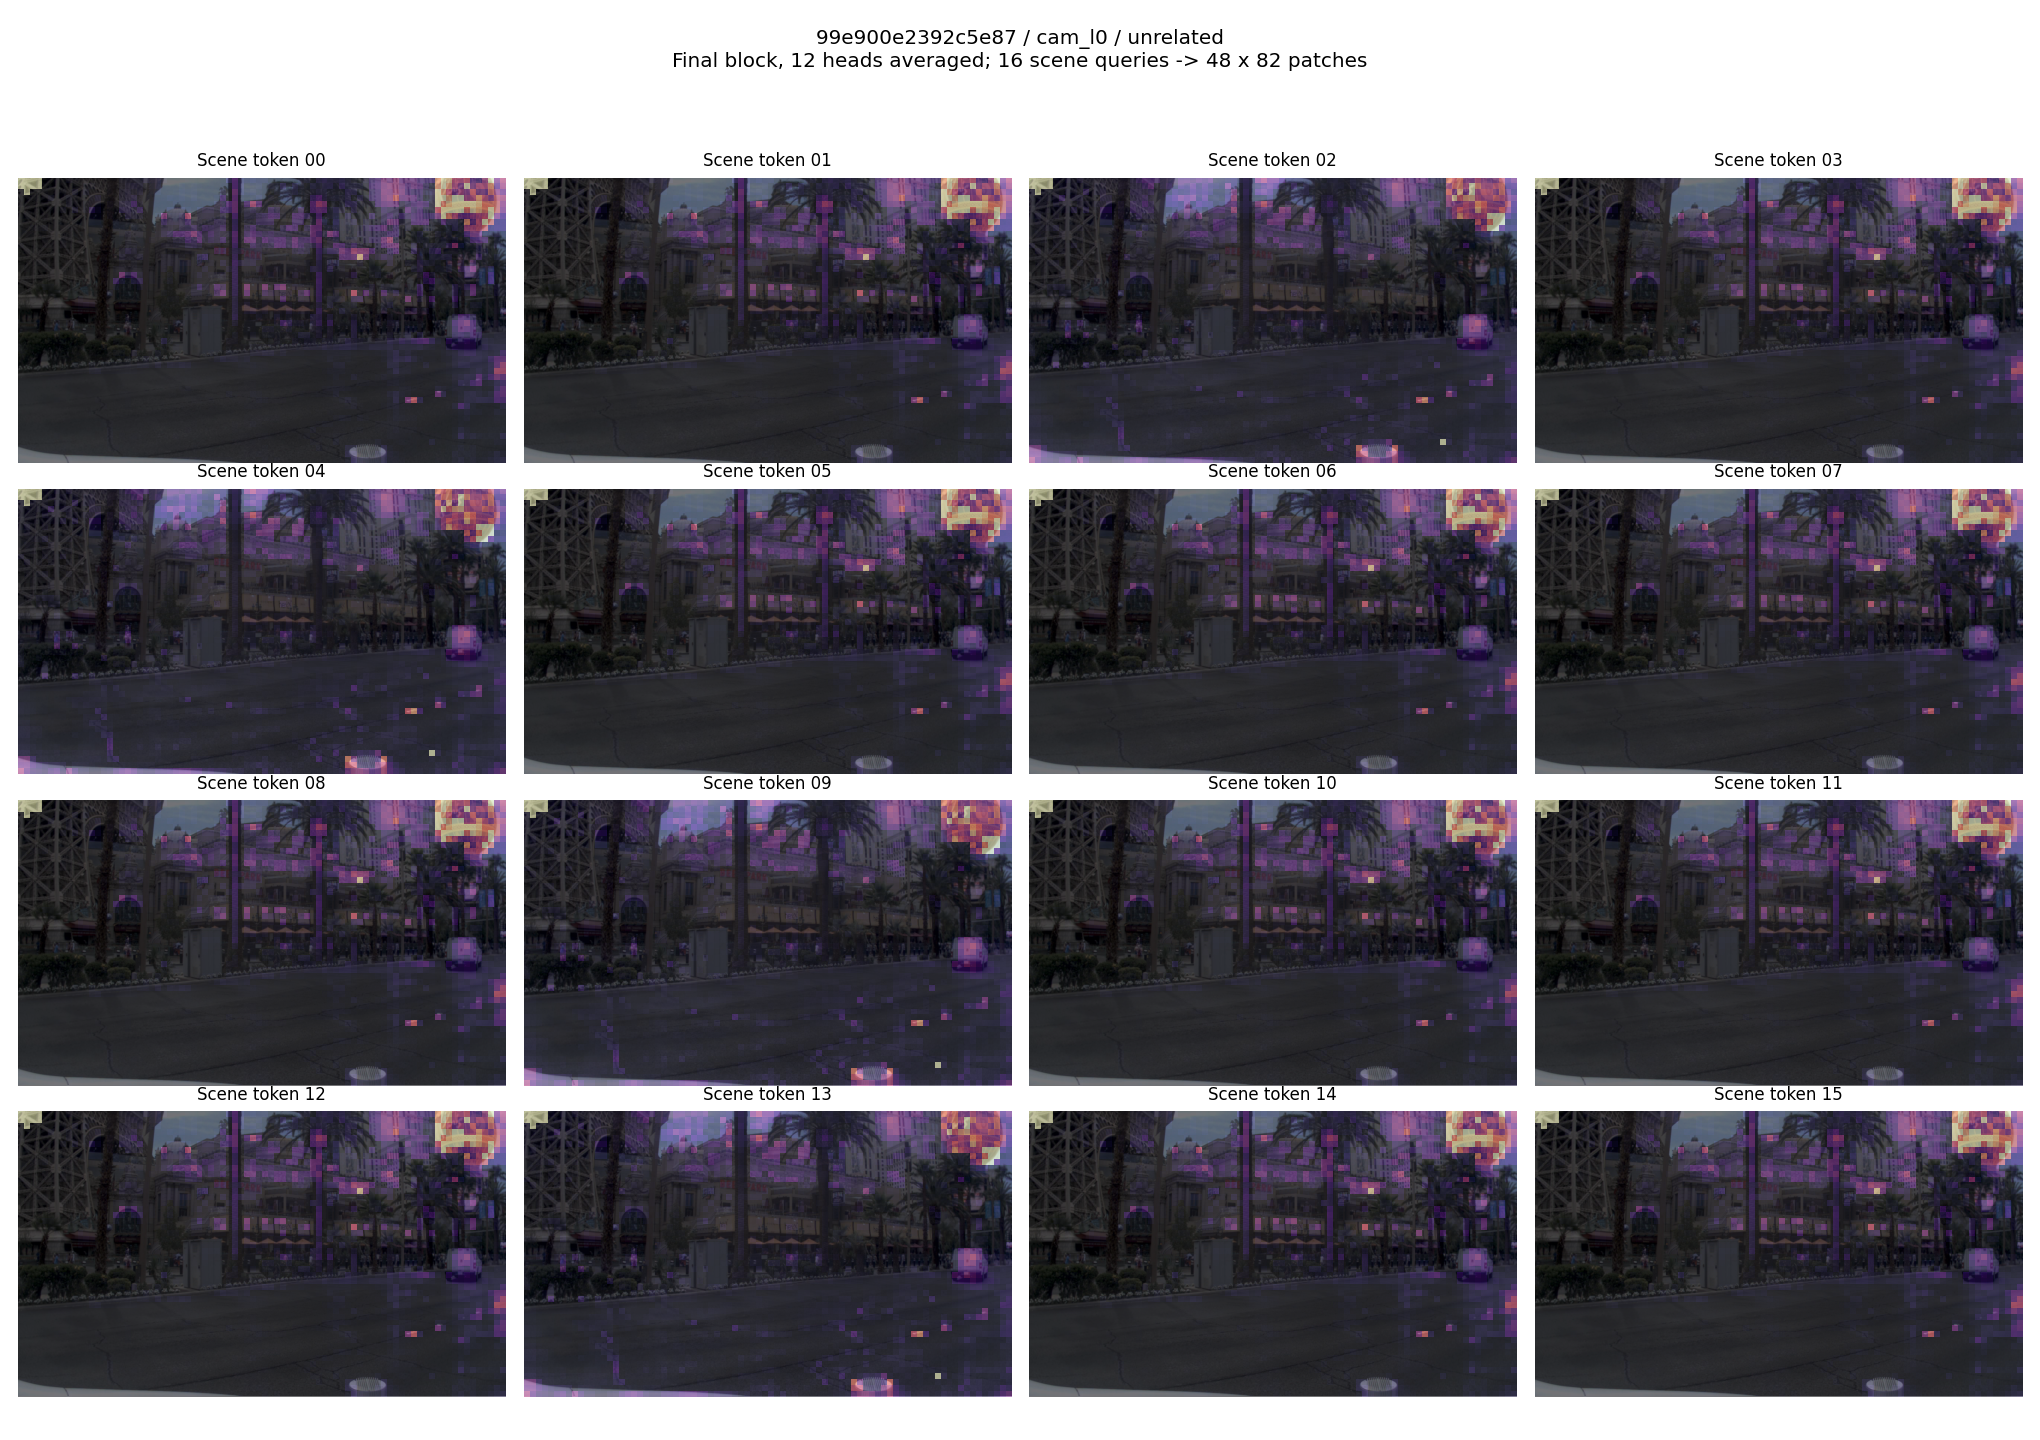 99e900e2392c5e87 / cam_l0 / unrelated
Final block, 12 heads averaged; 16 scene queries -> 48 x 82 patches
Scene token 00
Scene token 01
Scene token 02
Scene token 03
Scene token 04
Scene token 05
Scene token 06
Scene token 07
Scene token 08
Scene token 09
Scene token 10
Scene token 11
Scene token 12
Scene token 13
Scene token 14
Scene token 15